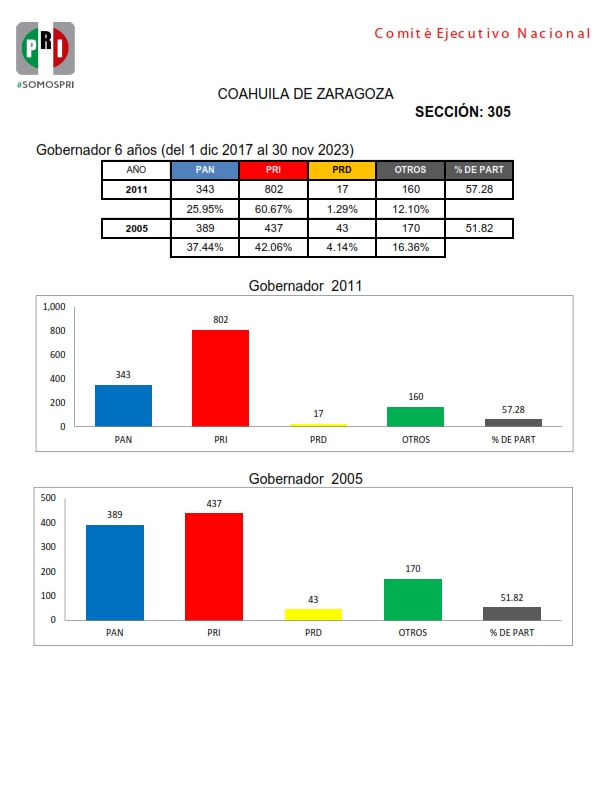 PRI
Comité Ejecutivo Nacional
#SOMOSPRI
COAHUILA DE ZARAGOZA
SECCIÓN: 305
Gobernador 6 años (del 1 dic 2017 al 30 nov 2023)
AÑO PAN PRI PRD OTROS % DE PART
2011 343 802 17 160 57.28
25.95% 60.67% 1.29% 12.10%
2005 389 437 43 170 51.82
37.44% 42.06% 4.14% 16.36%
Gobernador 2011
1,000
800
600
400
200
0
343
802
17
160
57.28
PAN PRI PRD OTROS % DE PART
Gobernador 2005
500
400
300
200
100
0
389
437
43
170
51.82
PAN PRI PRD OTROS % DE PART